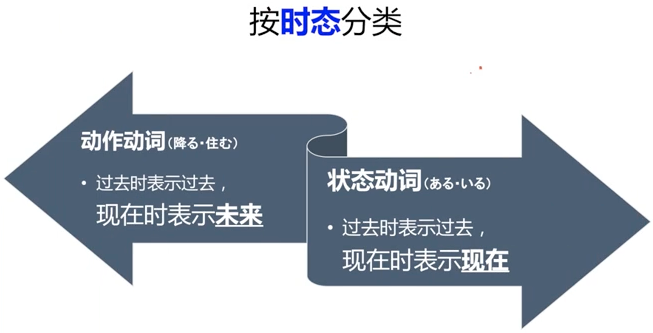 按时态分类
动作动词(降る·住む)
• 过去时表示过去，
现在时表示未来
状态动词(ある·いる)
• 过去时表示过去，
现在时表示现在